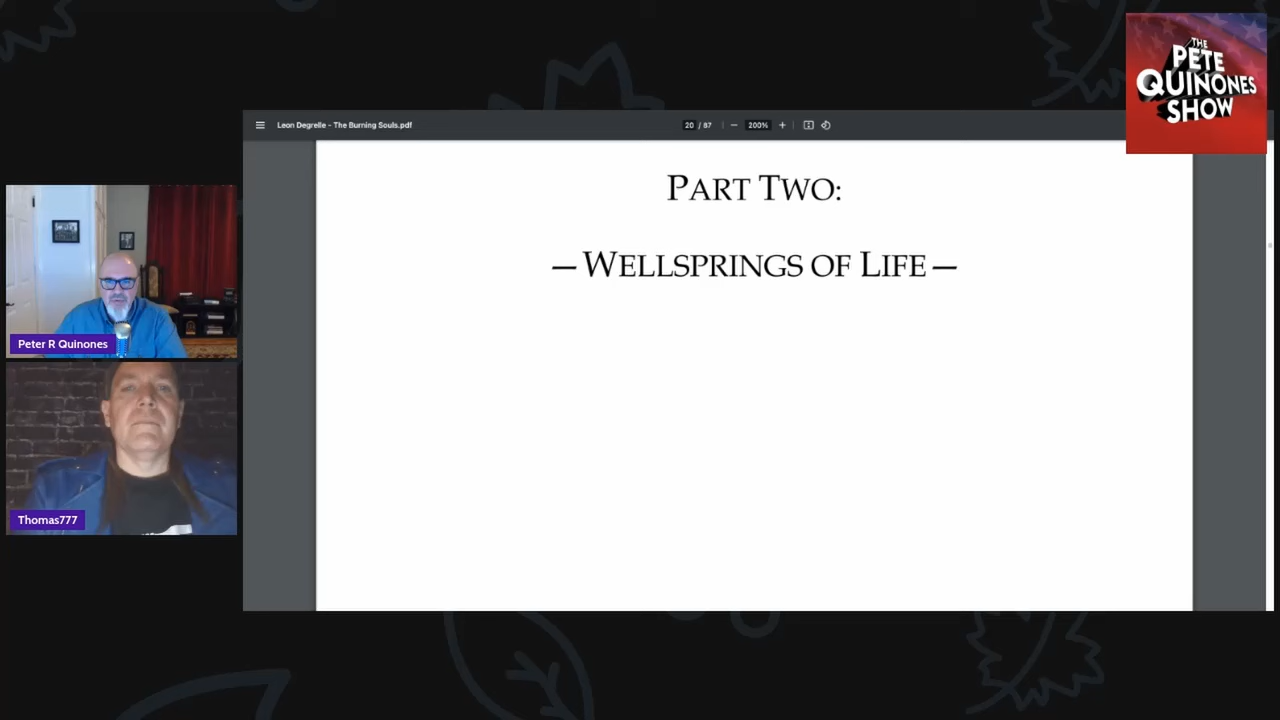 THE
PETE
QUINONES
SHOW
Leon Degrelle - The Burning Souls.pdf
20 / 87
200%
PART TWO:
— WELLSPRINGS OF LIFE —
Peter R Quinones
Thomas777